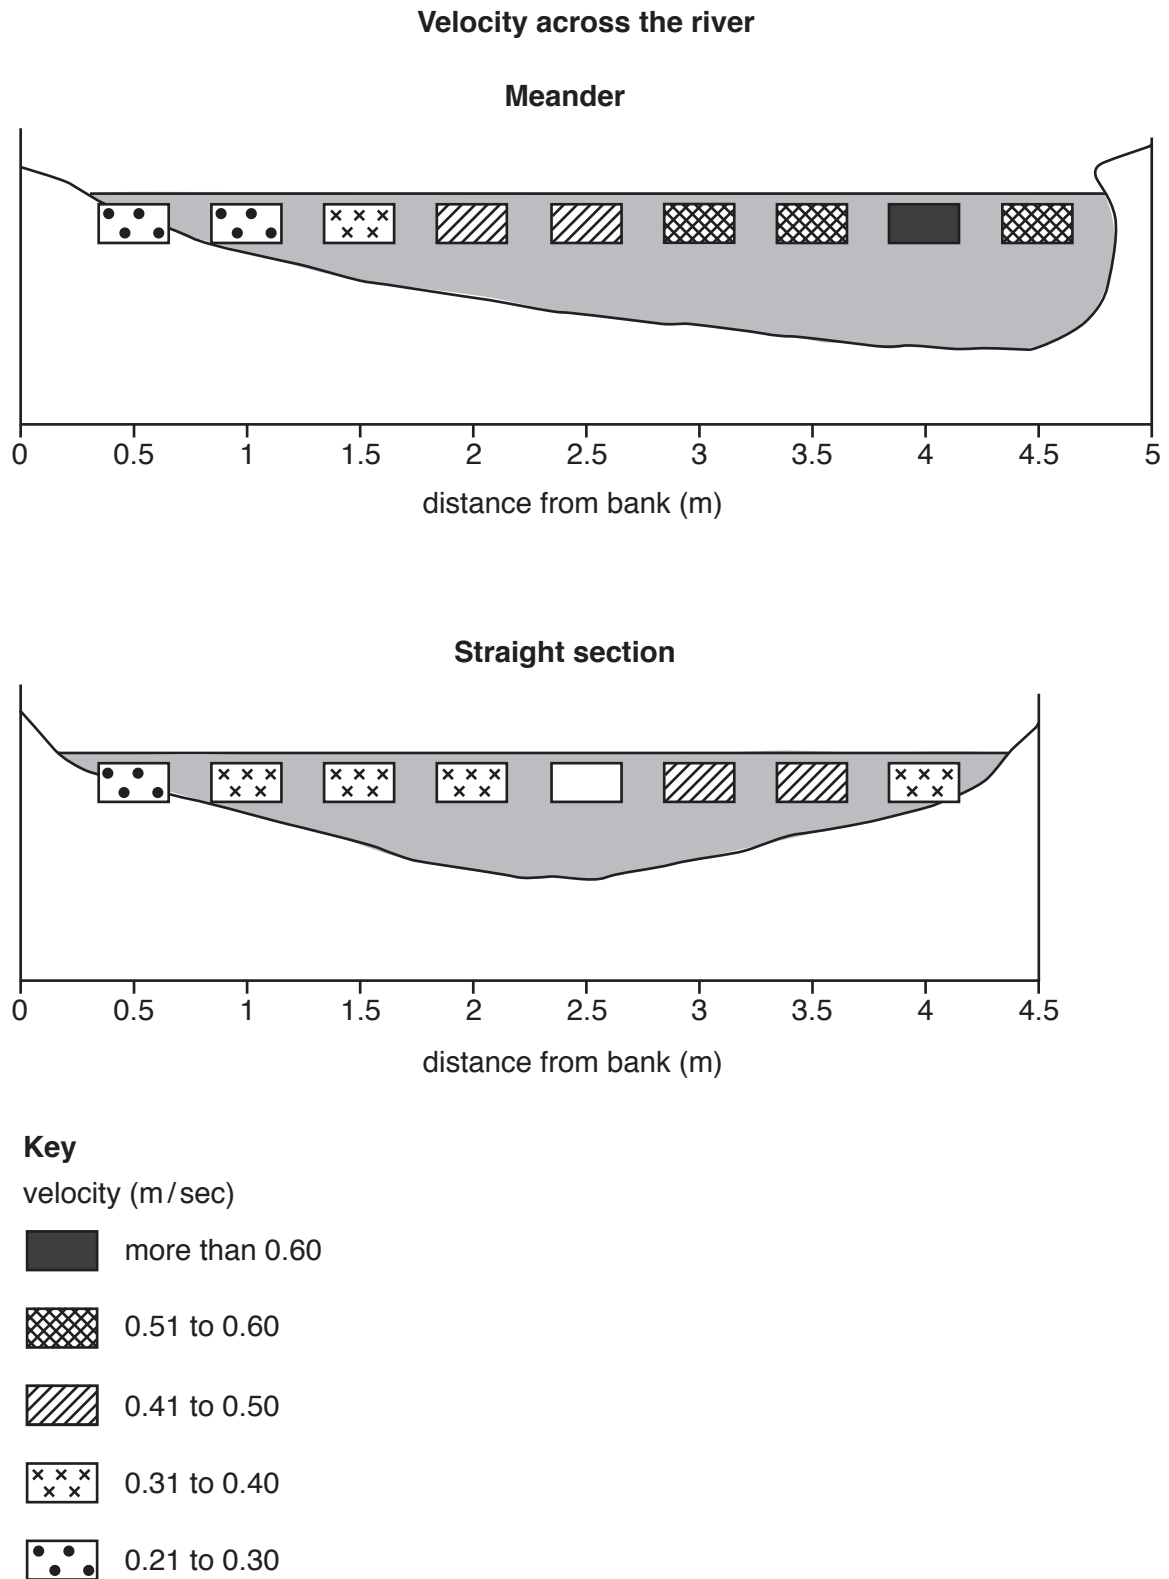 Velocity across the river
Meander
0 0.5 1 1.5 2 2.5 3 3.5 4 4.5 5
distance from bank (m)
Straight section
0 0.5 1 1.5 2 2.5 3 3.5 4 4.5
distance from bank (m)
Key
velocity (m / sec)
more than 0.60
0.51 to 0.60
0.41 to 0.50
0.31 to 0.40
0.21 to 0.30